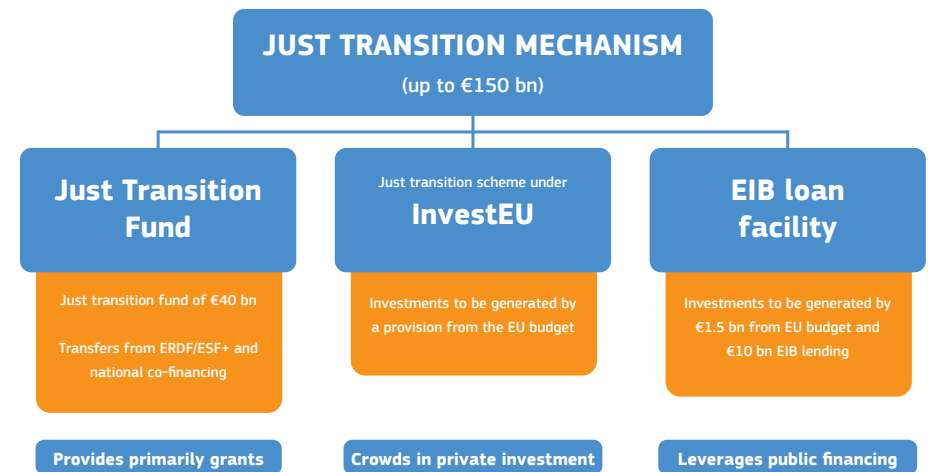 JUST TRANSITION MECHANISM
(up to €150 bn)
Just Transition
Fund
Just transition fund of €40 bn
Transfers from ERDF/ESF+ and
national co-financing
Provides primarily grants
Just transition scheme under
InvestEU
Investments to be generated by
a provision from the EU budget
Crowds in private investment
EIB loan
facility
Investments to be generated by
€1.5 bn from EU budget and
€10 bn EIB lending
Leverages public financing